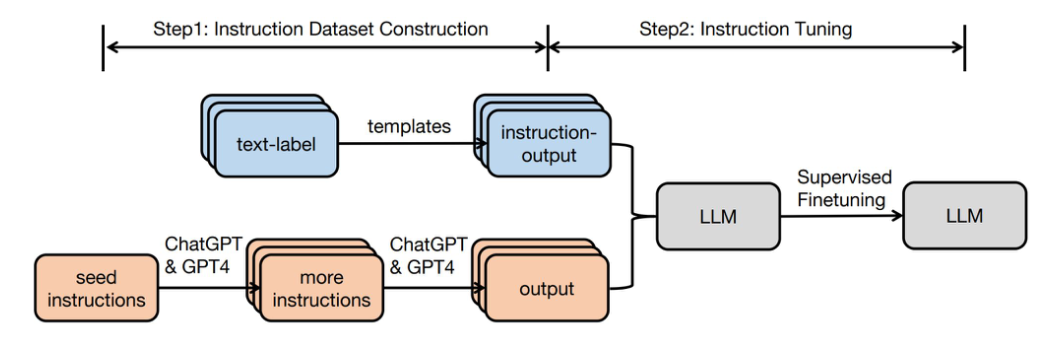 Step1: Instruction Dataset Construction
Step2: Instruction Tuning
text-label
templates
instruction-
output
Supervised
Finetuning
LLM
LLM
seed
instructions
ChatGPT
& GPT4
more
instructions
ChatGPT
& GPT4
output